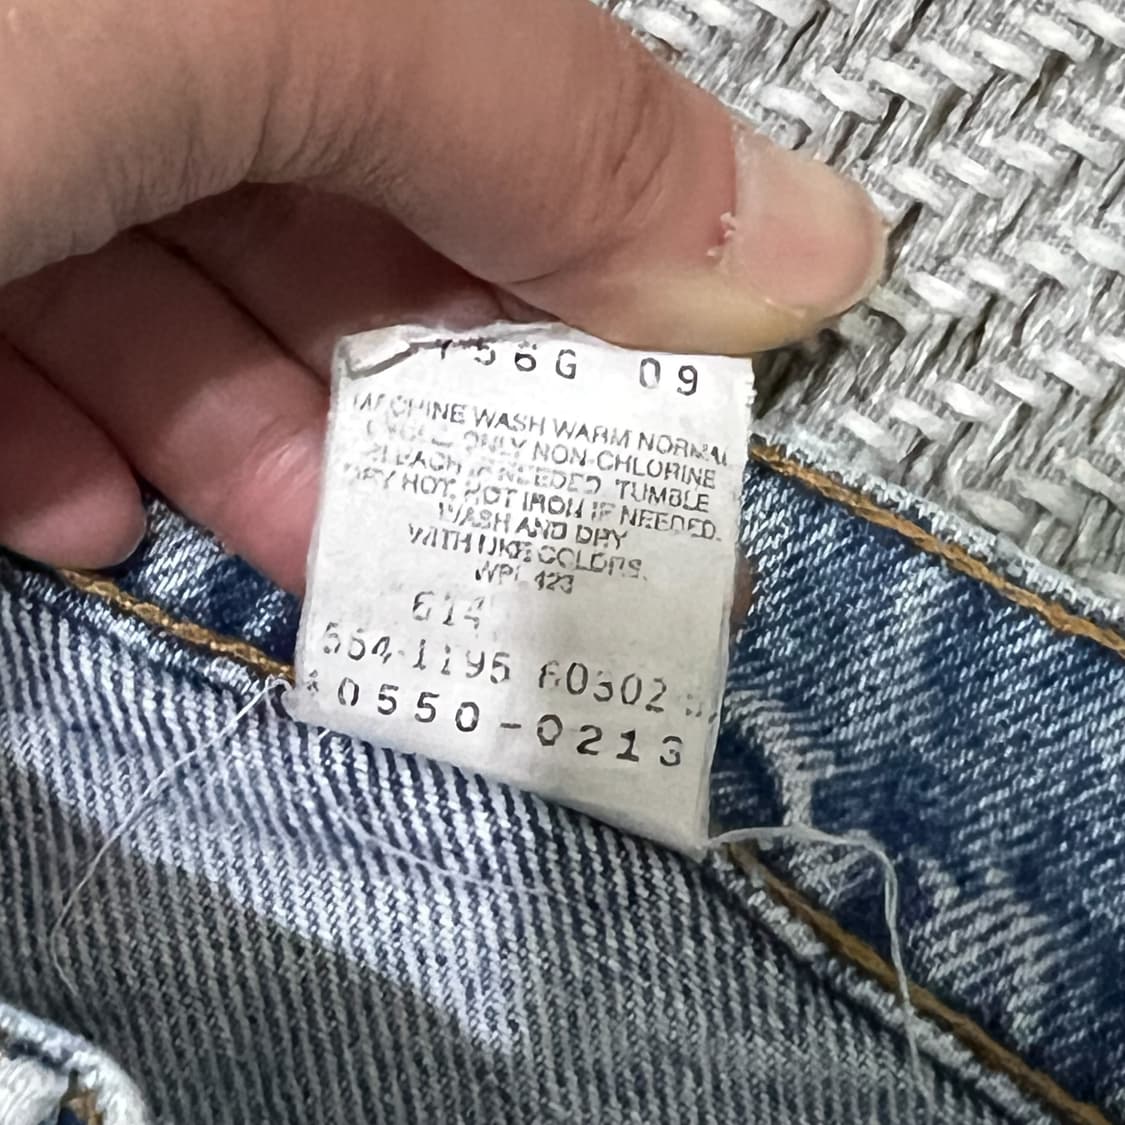 56G 09
MACHINE WASH WARM NORMAL
CYCLE ONLY NON-CHLORINE
BLEACH IF NEEDED TUMBLE
DRY HOT. HOT IRON IF NEEDED.
WASH AND DRY
WITH LIKE COLORS.
WPL 423
614
554-1195 60302
*0550-0213